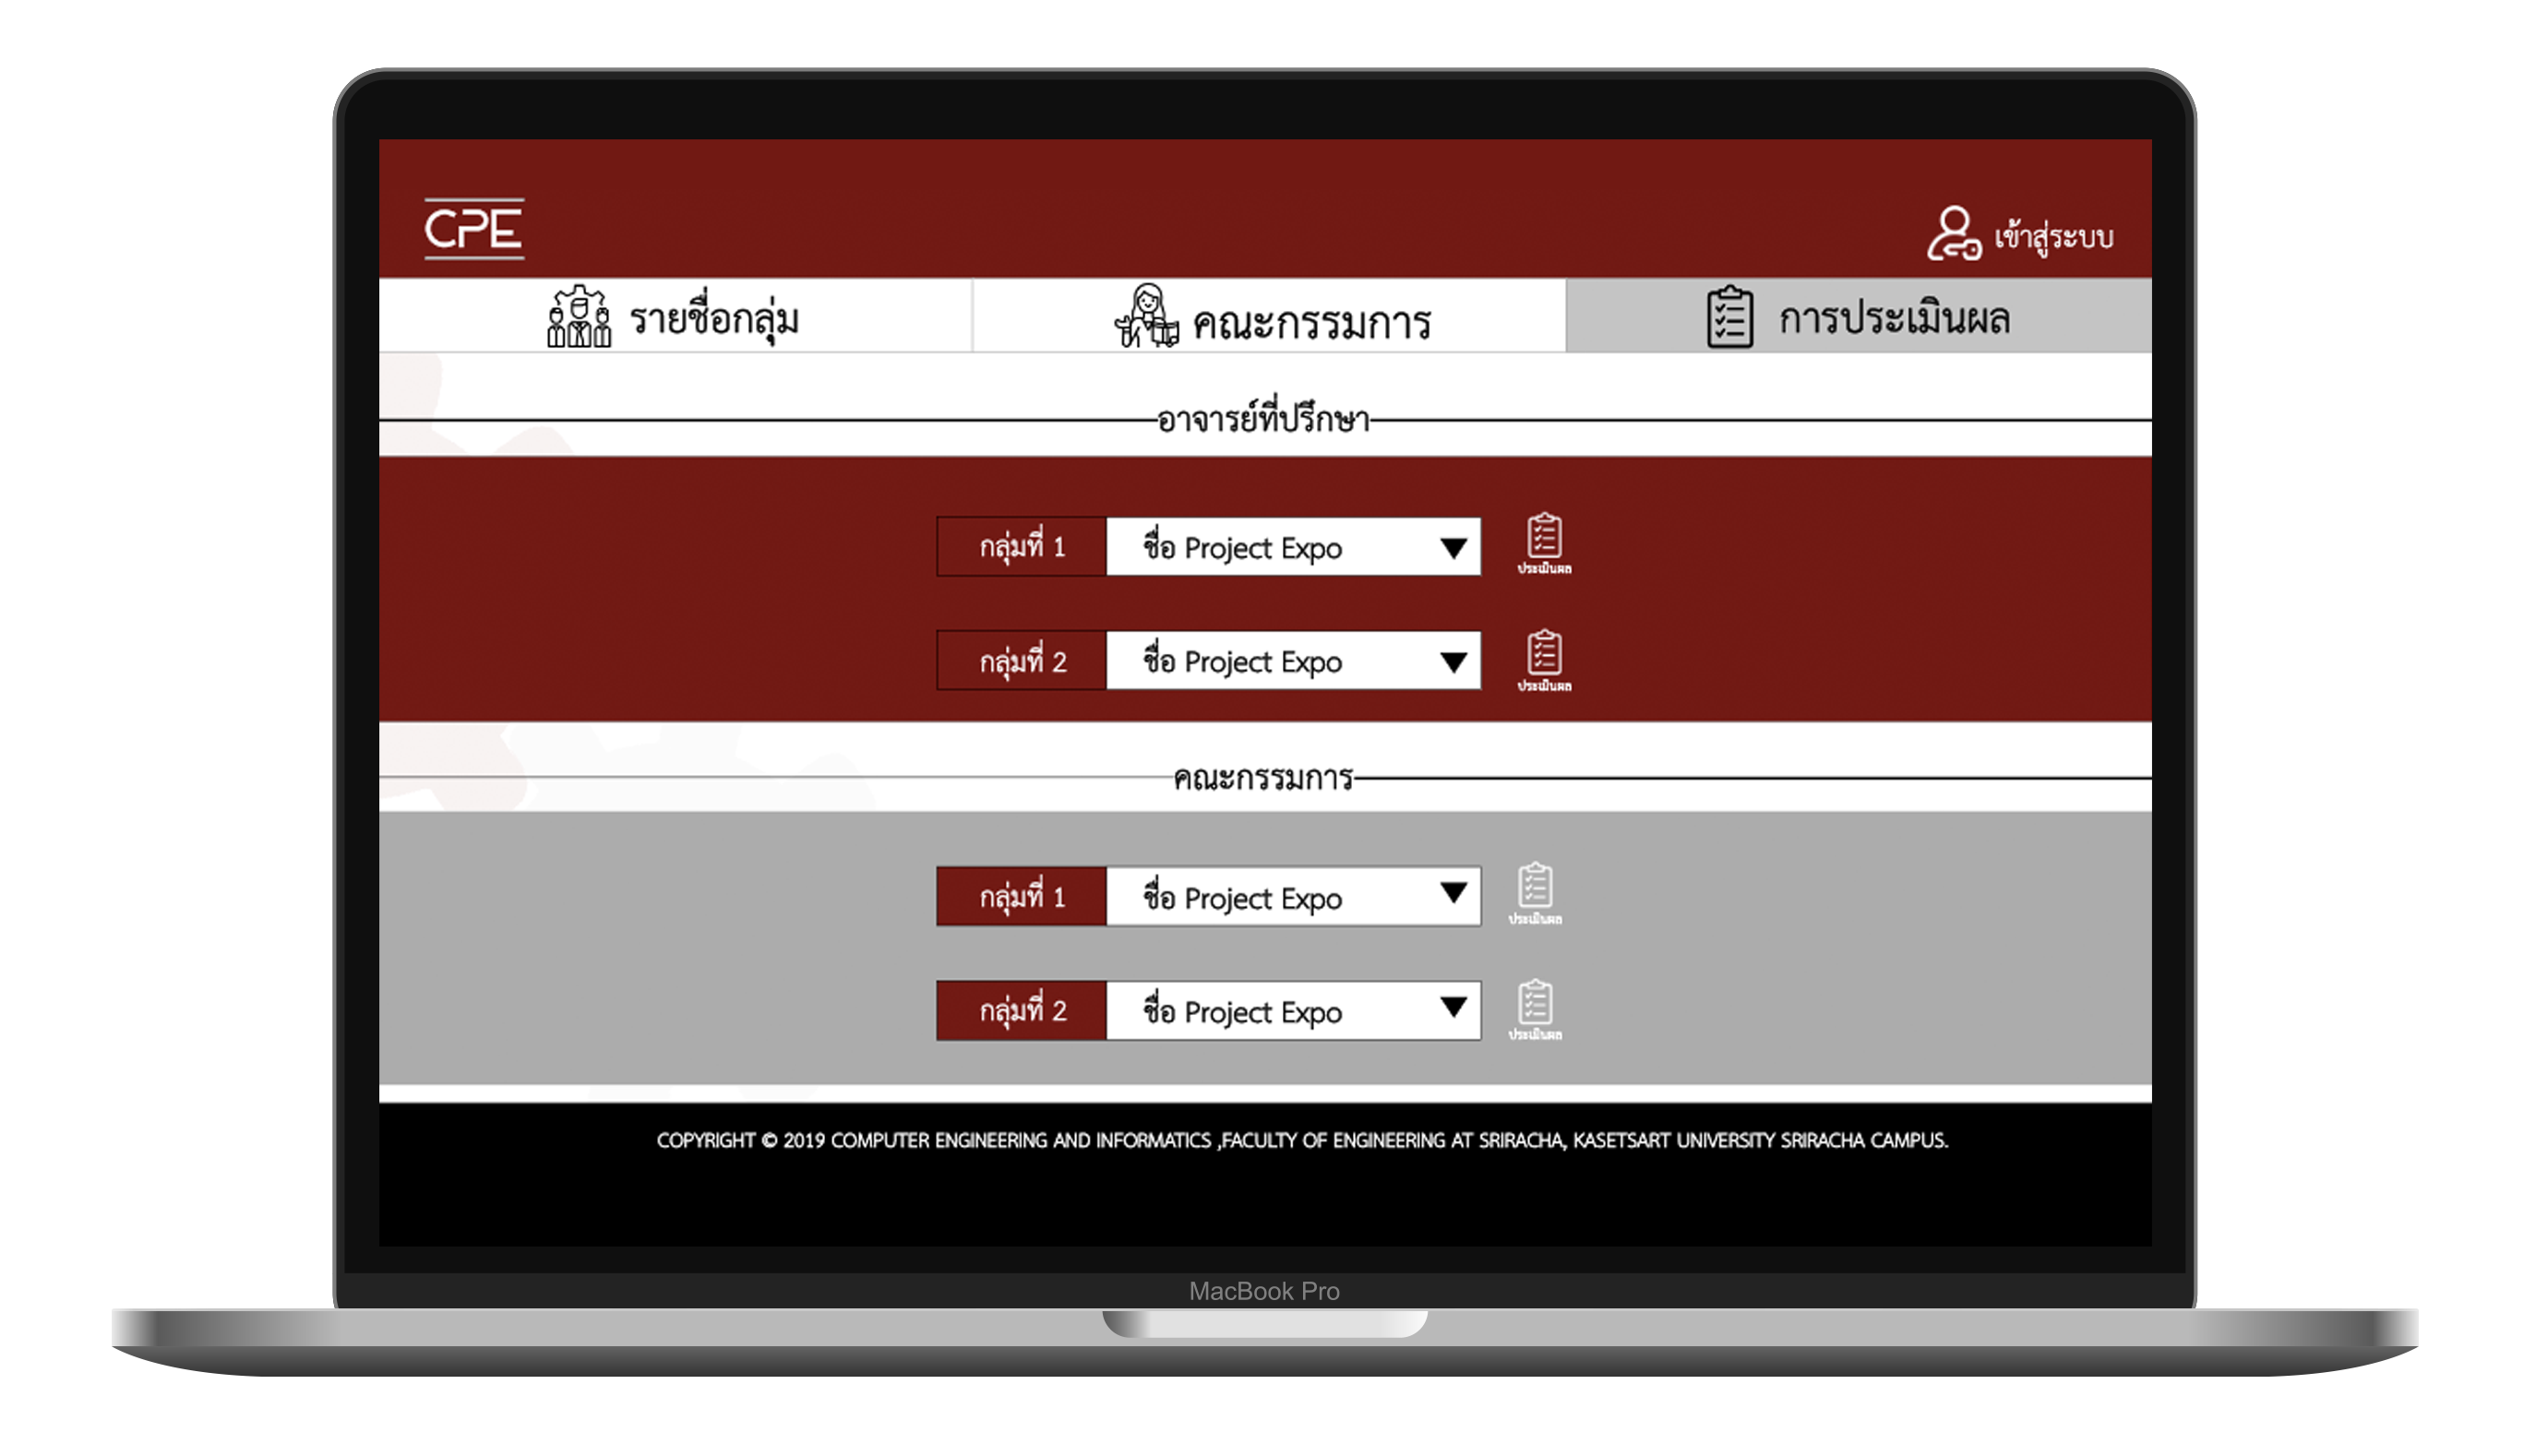 CPE
เข้าสู่ระบบ
รายชื่อกลุ่ม
คณะกรรมการ
การประเมินผล
อาจารย์ที่ปรึกษา
กลุ่มที่ 1 ชื่อ Project Expo
ประเมินผล
กลุ่มที่ 2 ชื่อ Project Expo
ประเมินผล
คณะกรรมการ
กลุ่มที่ 1 ชื่อ Project Expo
ประเมินผล
กลุ่มที่ 2 ชื่อ Project Expo
ประเมินผล
COPYRIGHT © 2019 COMPUTER ENGINEERING AND INFORMATICS ,FACULTY OF ENGINEERING AT SRIRACHA, KASETSART UNIVERSITY SRIRACHA CAMPUS.
MacBook Pro